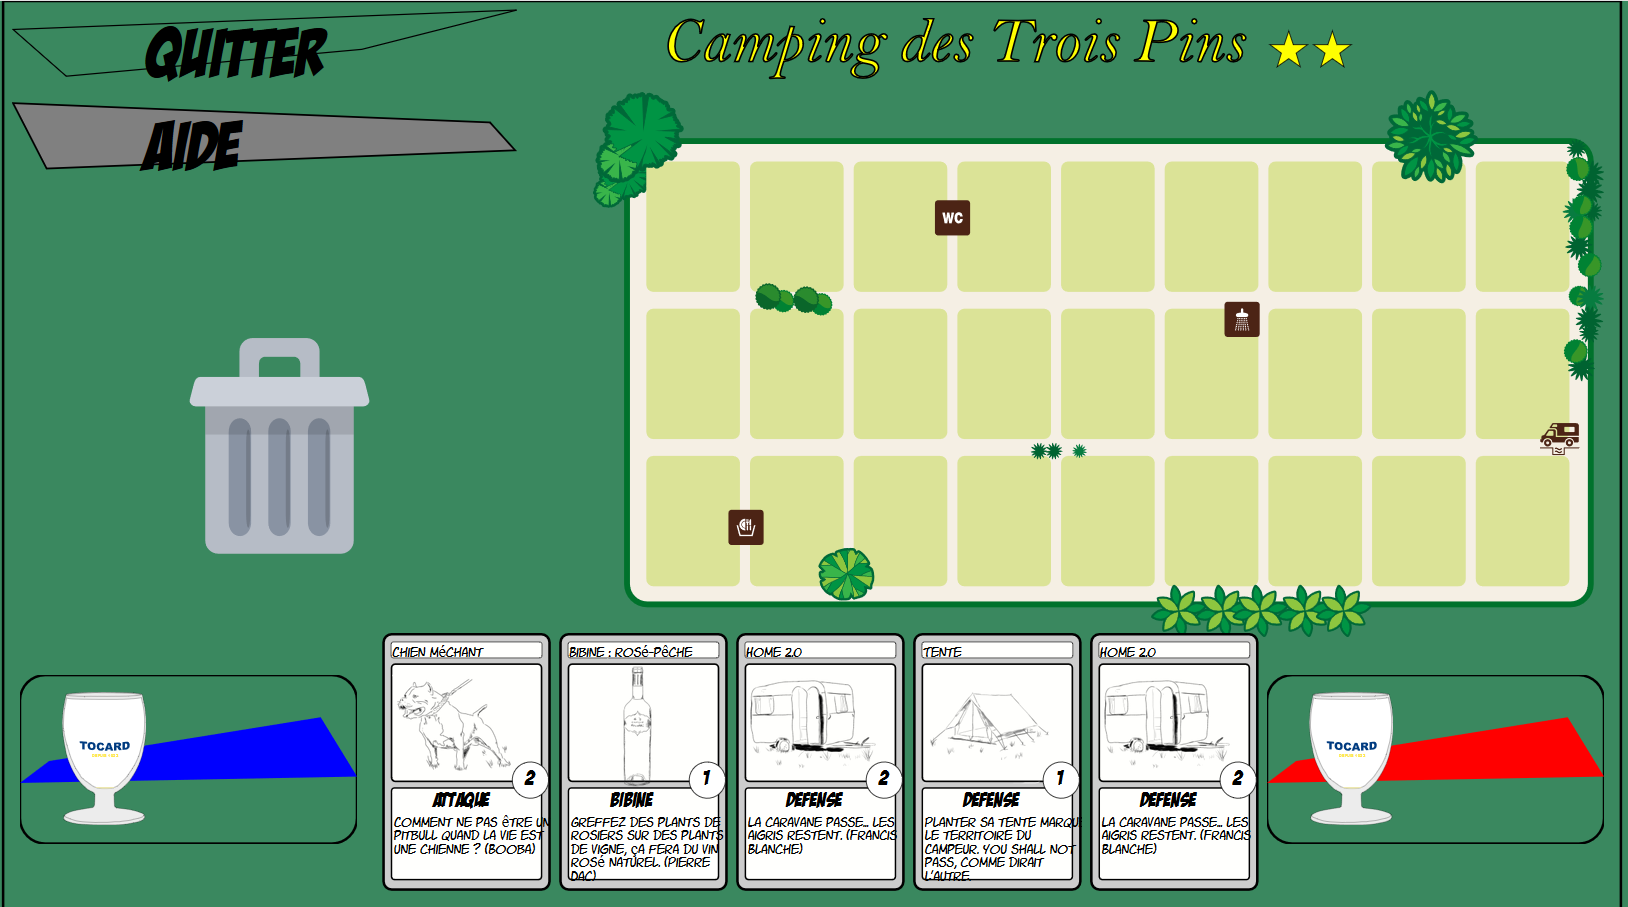 QUITTER
Camping des Trois Pins
AIDE
WC
CHIEN MéCHANT
2
ATTAQUE
COMMENT NE PAS êTRE UN
PITBULL QUAND LA VIE EST
UNE CHIENNE ? (BOOBA)
BIBINE : ROSé-PêCHE
1
BIBINE
GREFFEZ DES PLANTS DE
ROSIERS SUR DES PLANTS
DE VIGNE, çA FERA DU VIN
ROSé NATUREL. (PIERRE
DAC)
HOME 2.0
2
DEFENSE
LA CARAVANE PASSE... LES
AIGRIS RESTENT. (FRANCIS
BLANCHE)
TENTE
1
DEFENSE
PLANTER SA TENTE MARQU
LE TERRITOIRE DU
CAMPEUR. YOU SHALL NOT
PASS, COMME DIRAIT
L'AUTRE.
HOME 2.0
2
DEFENSE
LA CARAVANE PASSE... LES
AIGRIS RESTENT. (FRANCIS
BLANCHE)
TOCARD
TOCARD